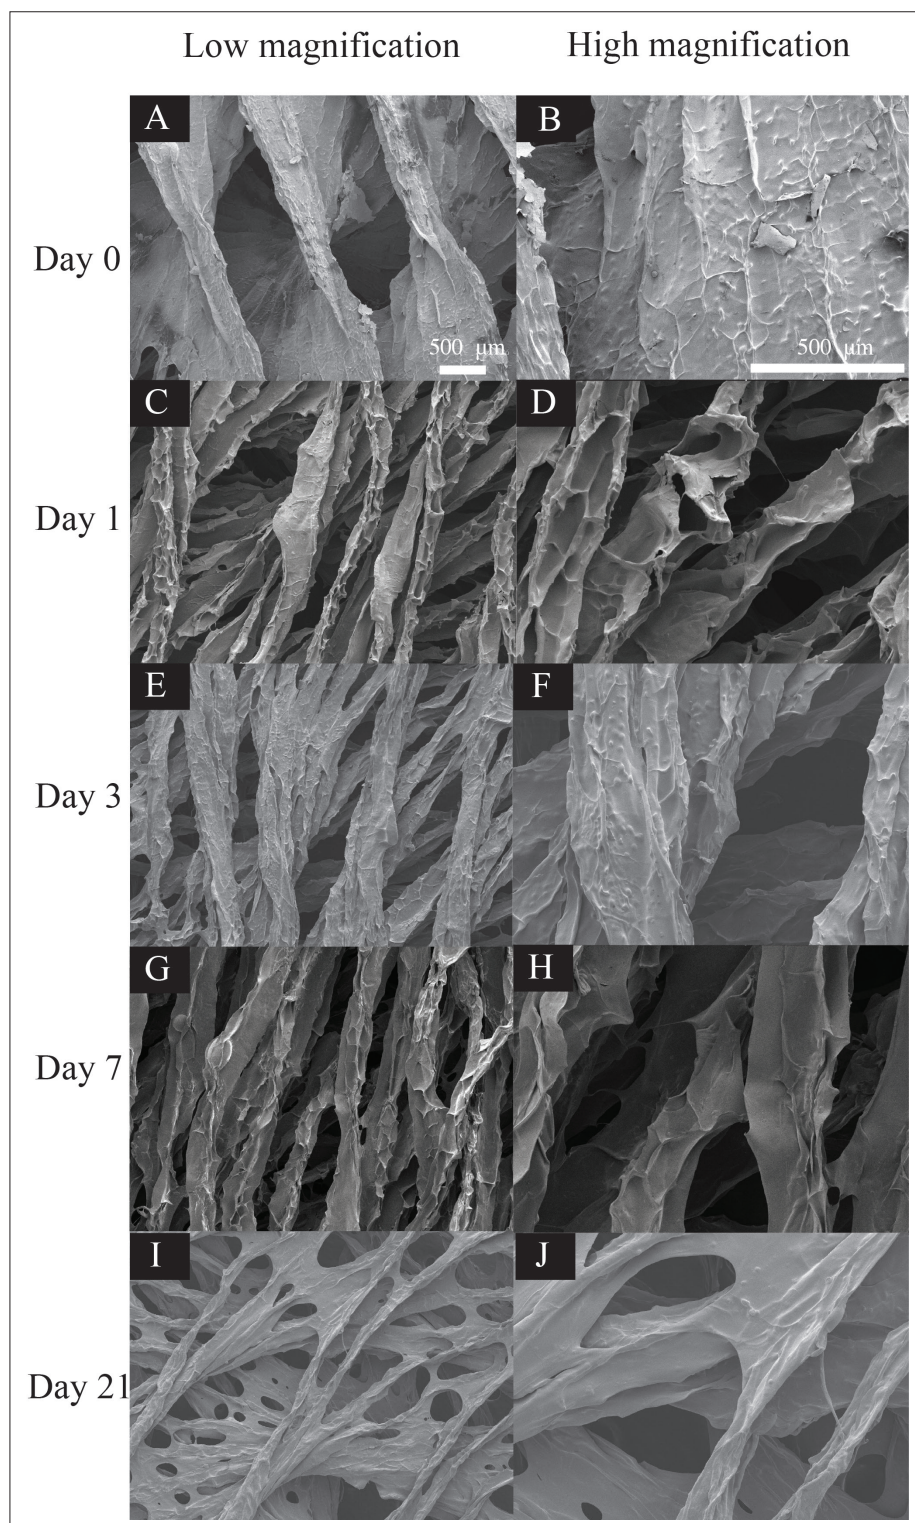 Low magnification High magnification
A B
Day 0
500 µm 500 µm
C D
Day 1
E F
Day 3
G H
Day 7
I J
Day 21